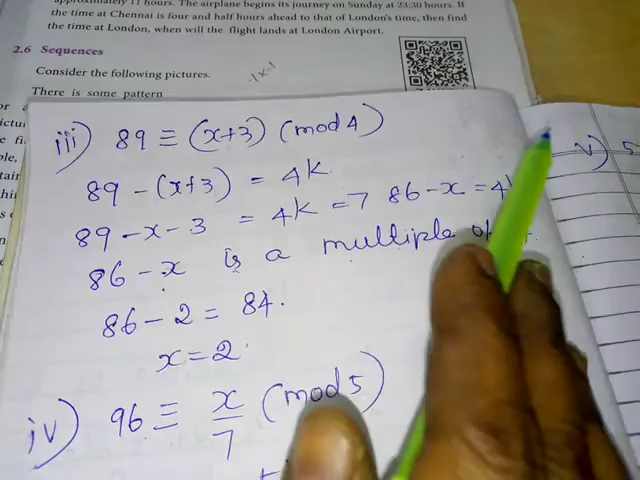 approximately 11 hours. The airplane begins its journey on Sunday at 23:30 hours. If
the time at Chennai is four and half hours ahead to that of London's time, then find
the time at London, when will the flight lands at London Airport.
2.6 Sequences
Consider the following pictures.
There is some pattern
iii) 89 ≡ (x+3) (mod 4)
89 - (x+3) = 4k
89 - x - 3 = 4k => 86 - x = 4k
86 - x is a multiple of
86 - 2 = 84.
x = 2
iv) 96 ≡ x/7 (mod 5)
v) 5